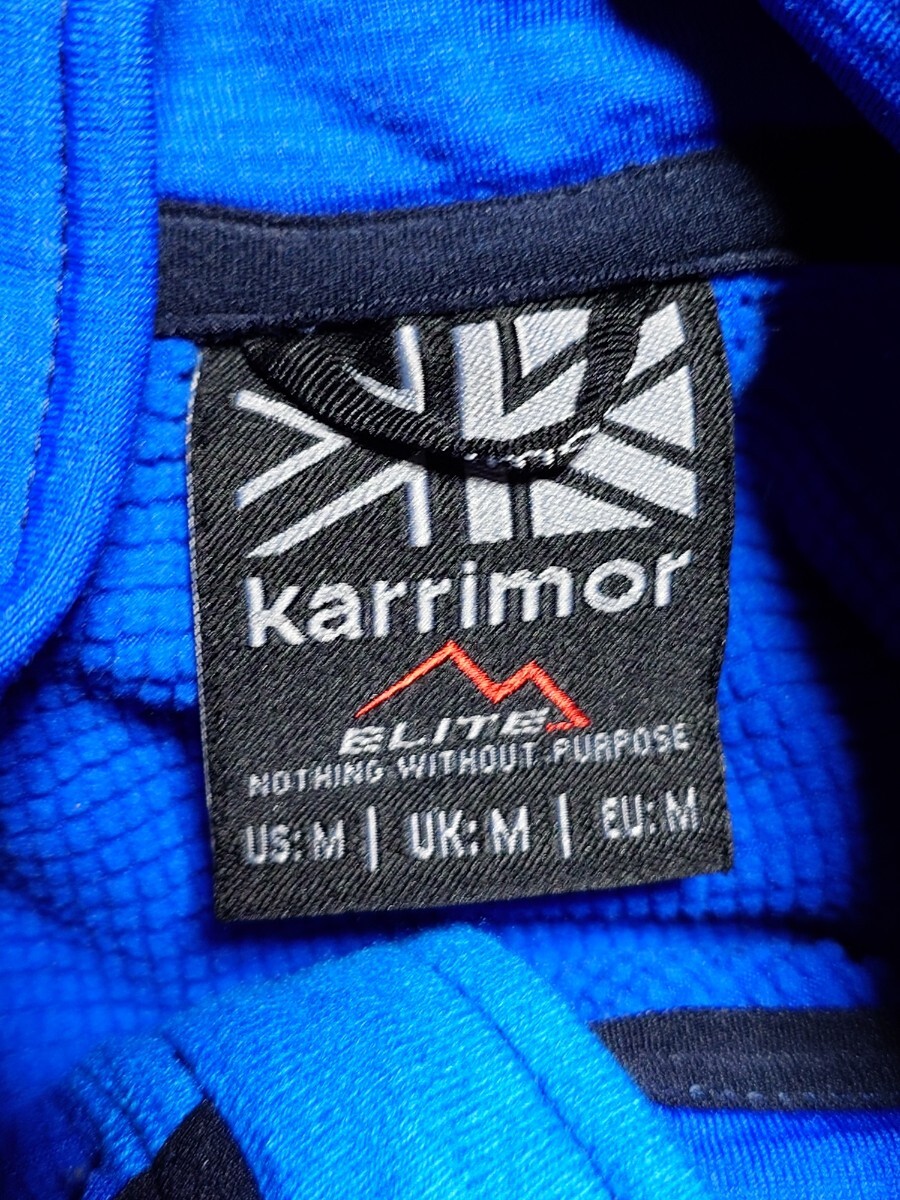 karrimor
ELITE
NOTHING WITHOUT PURPOSE
US: M | UK: M | EU: M